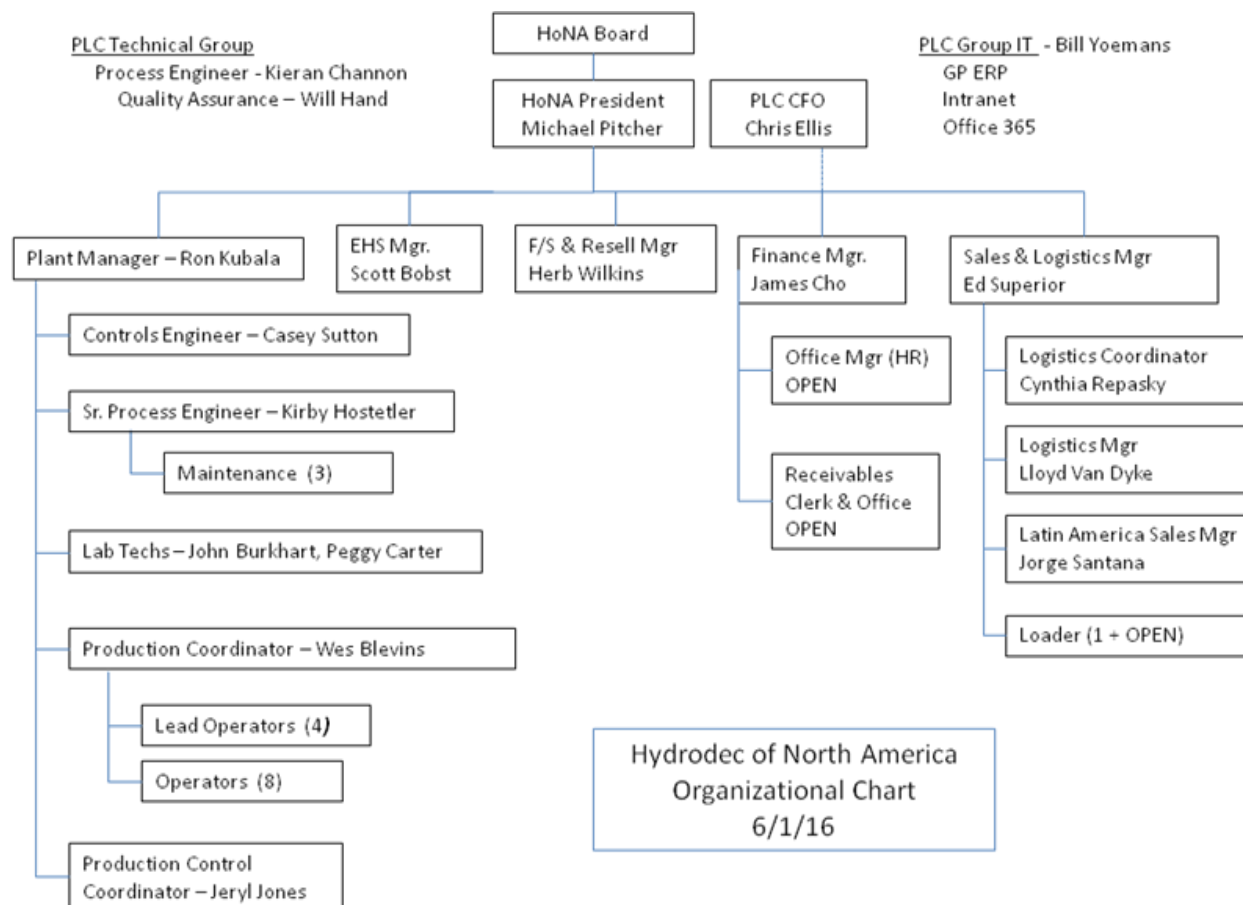 PLC Technical Group
Process Engineer - Kieran Channon
Quality Assurance – Will Hand
HoNA Board
PLC Group IT - Bill Yoemans
GP ERP
Intranet
Office 365
HoNA President
Michael Pitcher
PLC CFO
Chris Ellis
Plant Manager – Ron Kubala
EHS Mgr.
Scott Bobst
F/S & Resell Mgr
Herb Wilkins
Finance Mgr.
James Cho
Sales & Logistics Mgr
Ed Superior
Controls Engineer – Casey Sutton
Sr. Process Engineer – Kirby Hostetler
Maintenance (3)
Lab Techs – John Burkhart, Peggy Carter
Production Coordinator – Wes Blevins
Lead Operators (4)
Operators (8)
Production Control
Coordinator – Jeryl Jones
Office Mgr (HR)
OPEN
Receivables
Clerk & Office
OPEN
Logistics Coordinator
Cynthia Repasky
Logistics Mgr
Lloyd Van Dyke
Latin America Sales Mgr
Jorge Santana
Loader (1 + OPEN)
Hydrodec of North America
Organizational Chart
6/1/16